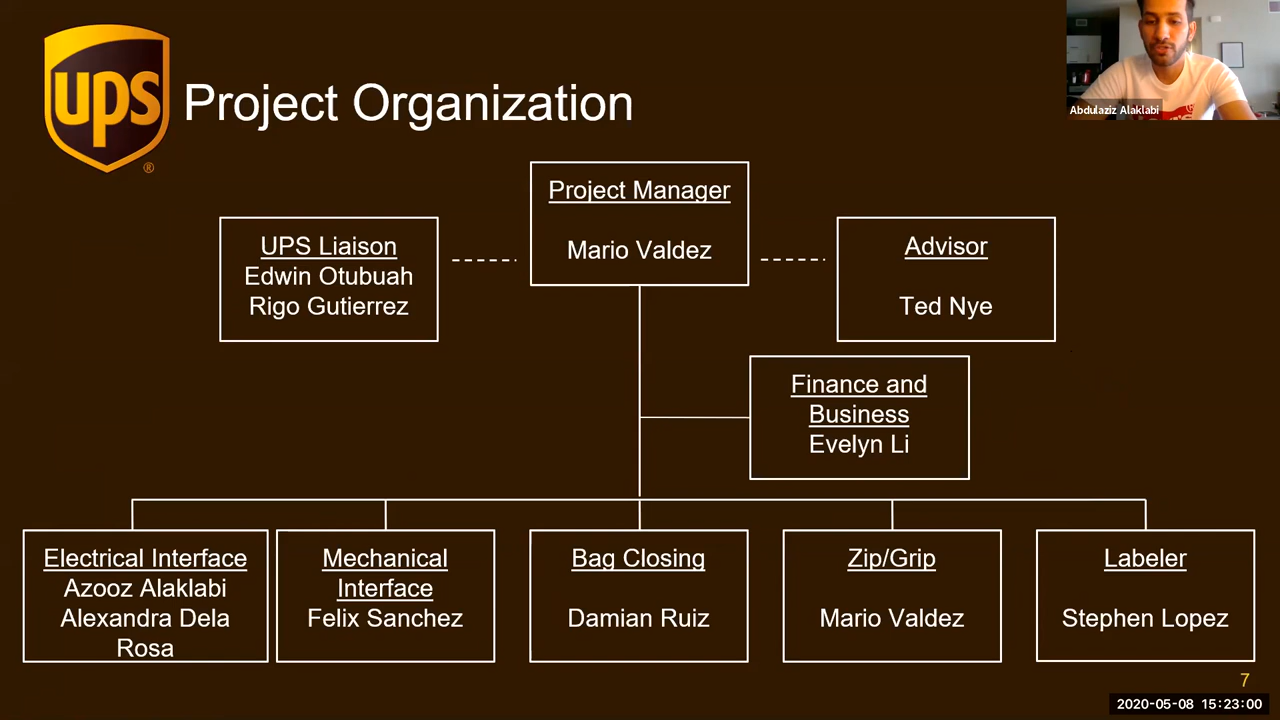 ups
®
Project Organization
Abdulaziz Alaklabi
Project Manager
Mario Valdez
UPS Liaison
Edwin Otubuah
Rigo Gutierrez
Advisor
Ted Nye
Finance and
Business
Evelyn Li
Electrical Interface
Azooz Alaklabi
Alexandra Dela
Rosa
Mechanical
Interface
Felix Sanchez
Bag Closing
Damian Ruiz
Zip/Grip
Mario Valdez
Labeler
Stephen Lopez
7
2020-05-08 15:23:00